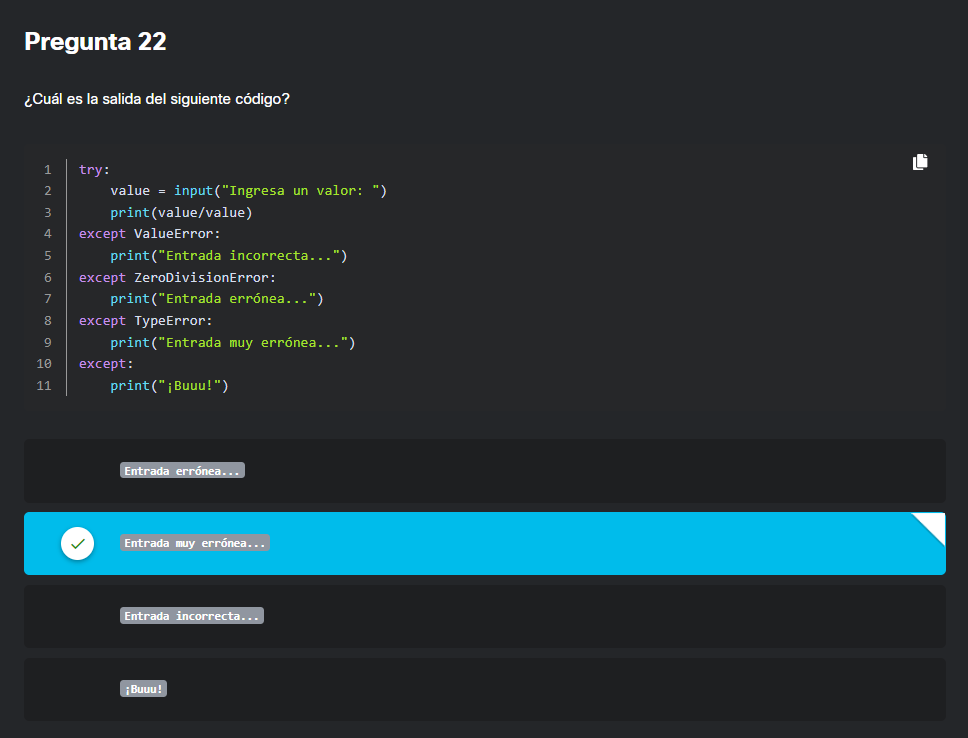 Pregunta 22
¿Cuál es la salida del siguiente código?
1 try:
2     value = input("Ingresa un valor: ")
3     print(value/value)
4 except ValueError:
5     print("Entrada incorrecta...")
6 except ZeroDivisionError:
7     print("Entrada errónea...")
8 except TypeError:
9     print("Entrada muy errónea...")
10 except:
11     print("¡Buuu!")
Entrada errónea...
Entrada muy errónea...
Entrada incorrecta...
¡Buuu!